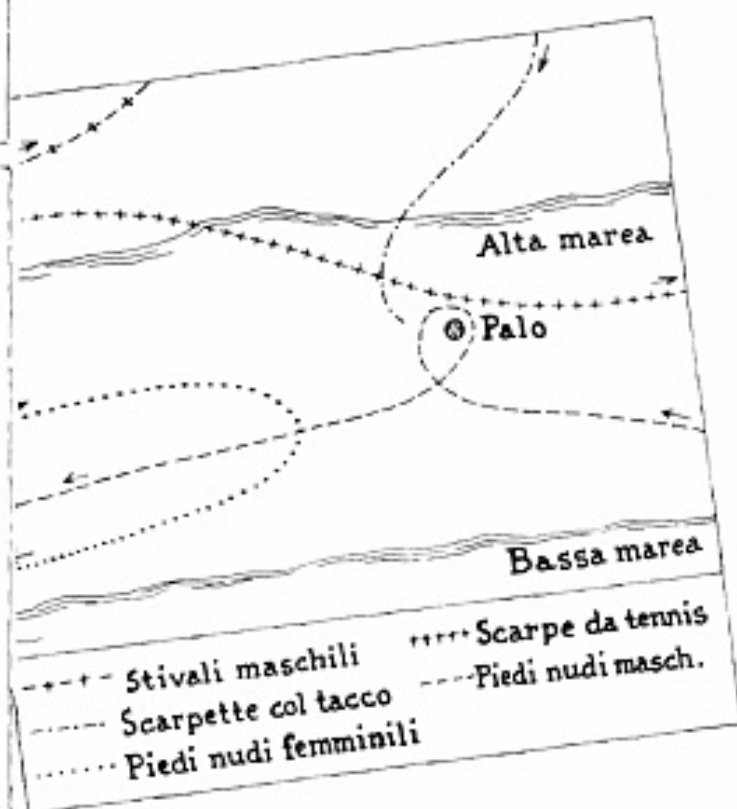 Alta marea
Palo
Bassa marea
Stivali maschili
Scarpette col tacco
Piedi nudi femminili
Scarpe da tennis
Piedi nudi masch.